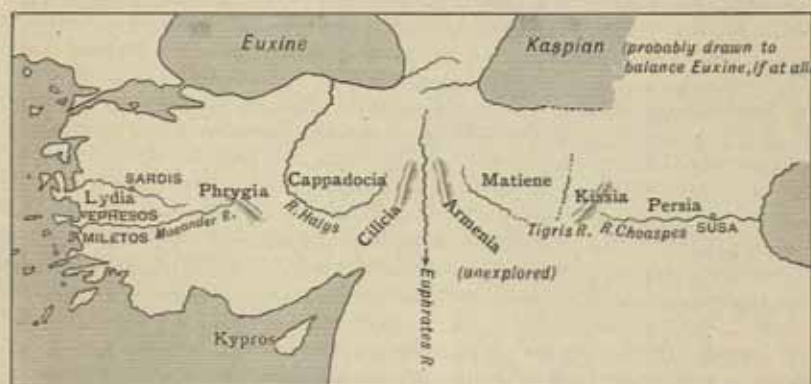 Euxine
Kaspian (probably drawn to
balance Euxine, if at all
SARDIS
Lydia
Phrygia
Cappadocia
Matiene
Kissia
Persia
EPHESOS
MILETOS
Maeander R.
R. Halys
Cilicia
Armenia
Tigris R.
R. Choaspes
SUSA
(unexplored)
Euphrates R.
Kypros